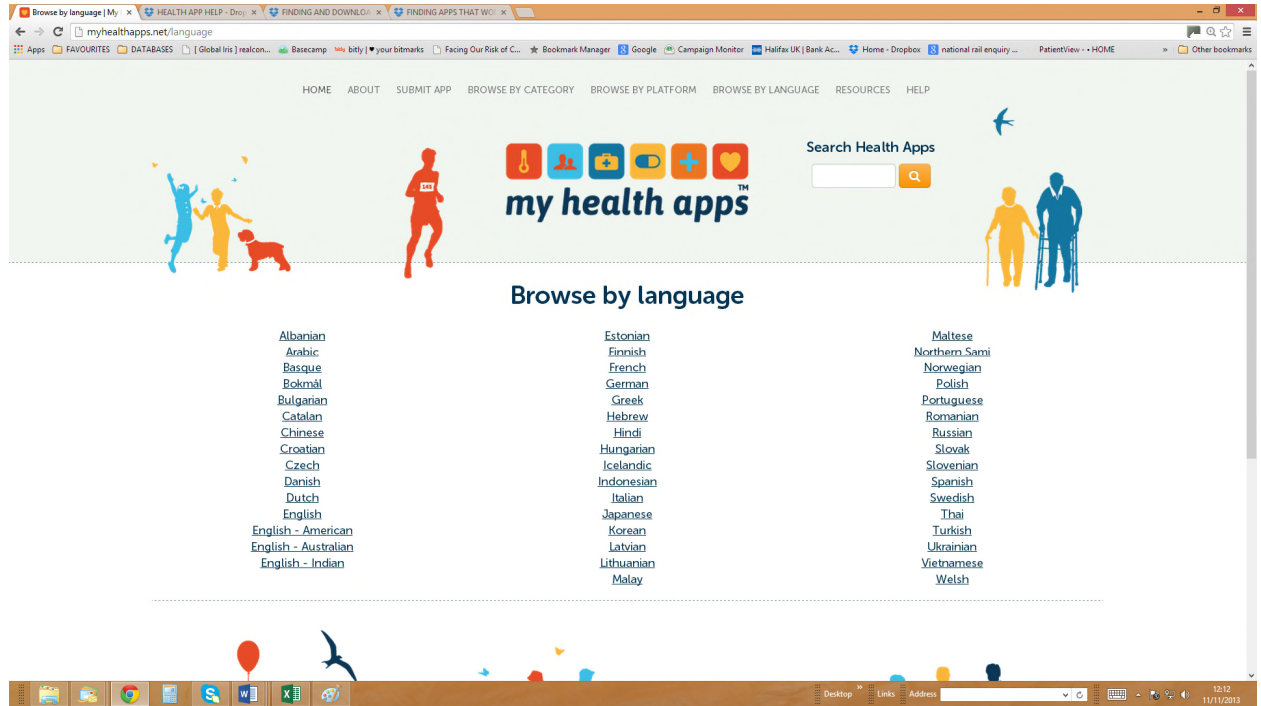 Browse by language | My
HEALTH APP HELP - Drop
FINDING AND DOWNLOA
FINDING APPS THAT WO
myhealthapps.net/language
Apps FAVOURITES DATABASES [ Global Iris ] realcon... Basecamp bitly bitly | ♥ your bitmarks Facing Our Risk of C... Bookmark Manager Google Campaign Monitor Halifax UK | Bank Ac... Home - Dropbox national rail enquiry ... PatientView - • HOME » Other bookmarks
HOME ABOUT SUBMIT APP BROWSE BY CATEGORY BROWSE BY PLATFORM BROWSE BY LANGUAGE RESOURCES HELP
Search Health Apps
145
my health apps™
Browse by language
Albanian
Arabic
Basque
Bokmàl
Bulgarian
Catalan
Chinese
Croatian
Czech
Danish
Dutch
English
English - American
English - Australian
English - Indian
Estonian
Finnish
French
German
Greek
Hebrew
Hindi
Hungarian
Icelandic
Indonesian
Italian
Japanese
Korean
Latvian
Lithuanian
Malay
Maltese
Northern Sami
Norwegian
Polish
Portuguese
Romanian
Russian
Slovak
Slovenian
Spanish
Swedish
Thai
Turkish
Ukrainian
Vietnamese
Welsh
Desktop » Links Address
12:12
11/11/2013